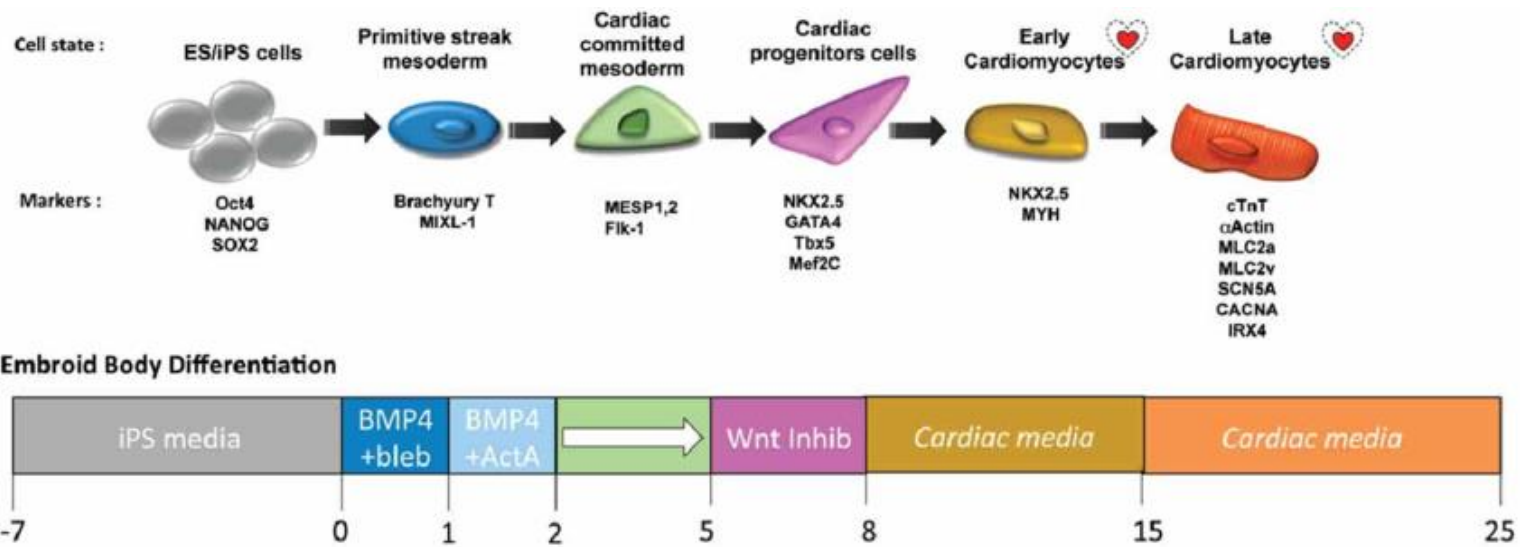 Cell state :
ES/iPS cells
Primitive streak
mesoderm
Cardiac
committed
mesoderm
Cardiac
progenitors cells
Early
Cardiomyocytes
Late
Cardiomyocytes
Markers :
Oct4
NANOG
SOX2
Brachyury T
MIXL-1
MESP1,2
Flk-1
NKX2.5
GATA4
Tbx5
Mef2C
NKX2.5
MYH
cTnT
αActin
MLC2a
MLC2v
SCN5A
CACNA
IRX4
Embroid Body Differentiation
iPS media
BMP4
+bleb
BMP4
+ActA
Wnt Inhib
Cardiac media
Cardiac media
-7 0 1 2 5 8 15 25